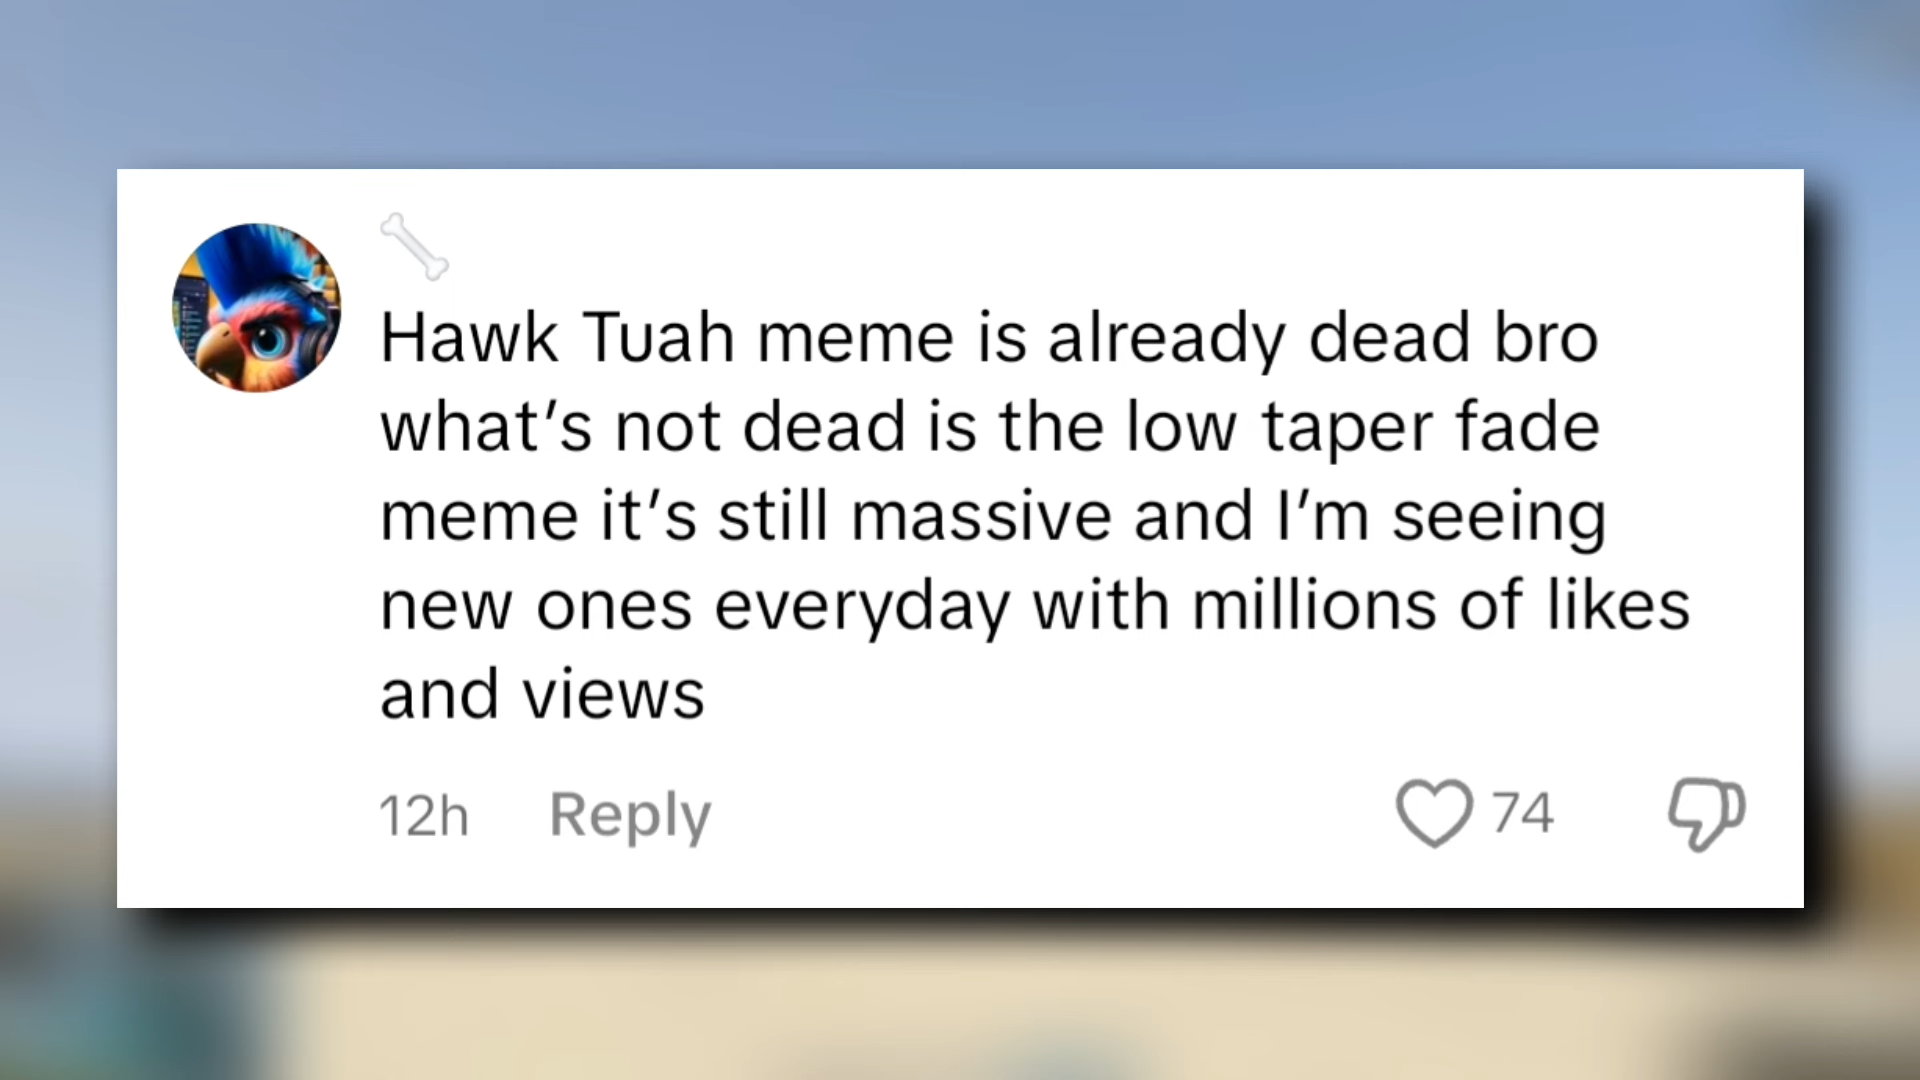 🦴
Hawk Tuah meme is already dead bro
what’s not dead is the low taper fade
meme it’s still massive and I’m seeing
new ones everyday with millions of likes
and views
12h Reply 74